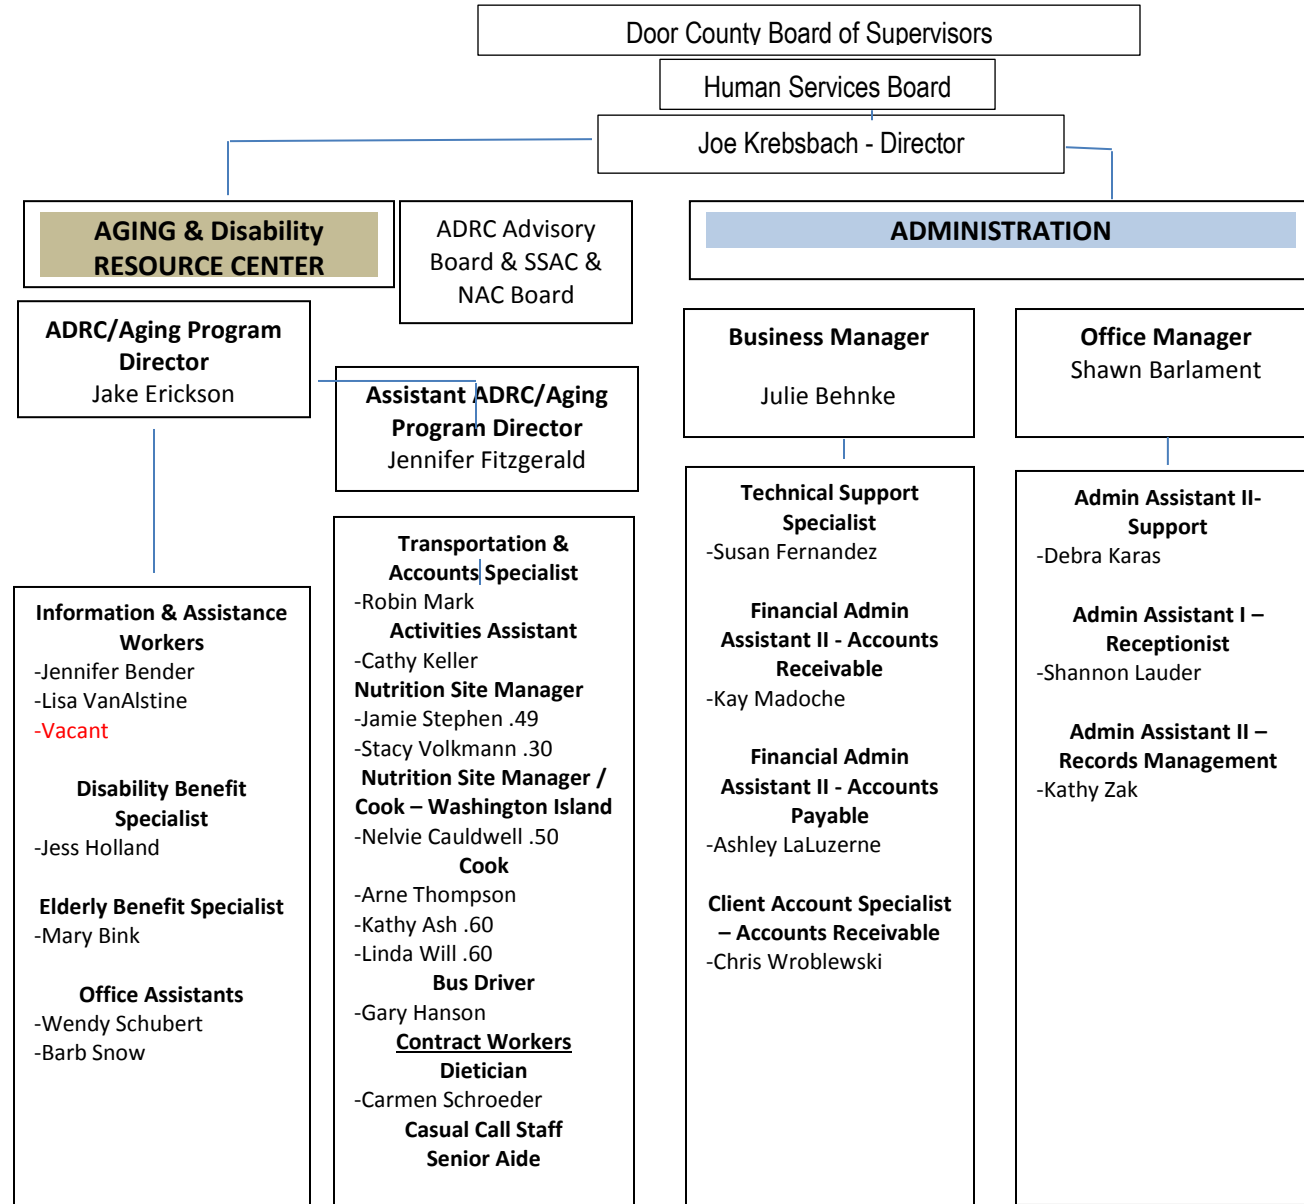 Door County Board of Supervisors
Human Services Board
Joe Krebsbach - Director
AGING & Disability
RESOURCE CENTER
ADRC Advisory
Board & SSAC &
NAC Board
ADMINISTRATION
ADRC/Aging Program
Director
Jake Erickson
Assistant ADRC/Aging
Program Director
Jennifer Fitzgerald
Business Manager
Julie Behnke
Office Manager
Shawn Barlament
Information & Assistance
Workers
-Jennifer Bender
-Lisa VanAlstine
-Vacant
Disability Benefit
Specialist
-Jess Holland
Elderly Benefit Specialist
-Mary Bink
Office Assistants
-Wendy Schubert
-Barb Snow
Transportation &
Accounts Specialist
-Robin Mark
Activities Assistant
-Cathy Keller
Nutrition Site Manager
-Jamie Stephen .49
-Stacy Volkmann .30
Nutrition Site Manager /
Cook – Washington Island
-Nelvie Cauldwell .50
Cook
-Arne Thompson
-Kathy Ash .60
-Linda Will .60
Bus Driver
-Gary Hanson
Contract Workers
Dietician
-Carmen Schroeder
Casual Call Staff
Senior Aide
Technical Support
Specialist
-Susan Fernandez
Financial Admin
Assistant II - Accounts
Receivable
-Kay Madoche
Financial Admin
Assistant II - Accounts
Payable
-Ashley LaLuzerne
Client Account Specialist
– Accounts Receivable
-Chris Wroblewski
Admin Assistant II-
Support
-Debra Karas
Admin Assistant I –
Receptionist
-Shannon Lauder
Admin Assistant II –
Records Management
-Kathy Zak